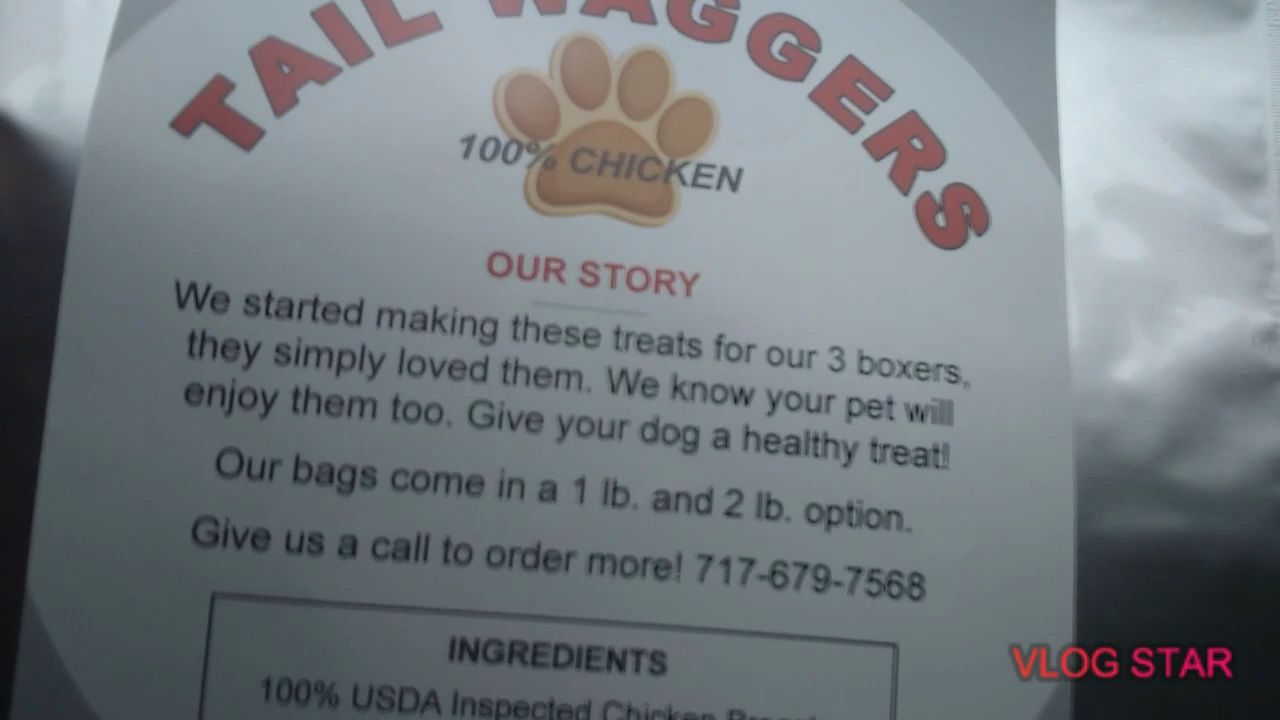 TAIL WAGGERS
100% CHICKEN
OUR STORY
We started making these treats for our 3 boxers,
they simply loved them. We know your pet will
enjoy them too. Give your dog a healthy treat!
Our bags come in a 1 lb. and 2 lb. option.
Give us a call to order more! 717-679-7568
INGREDIENTS
100% USDA Inspected Chicken
VLOG STAR